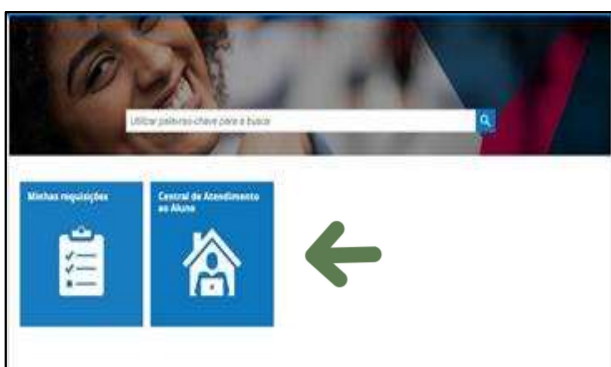 Utilizar palavras-chave para a busca
Minhas requisições
Central de Atendimento
ao Aluno